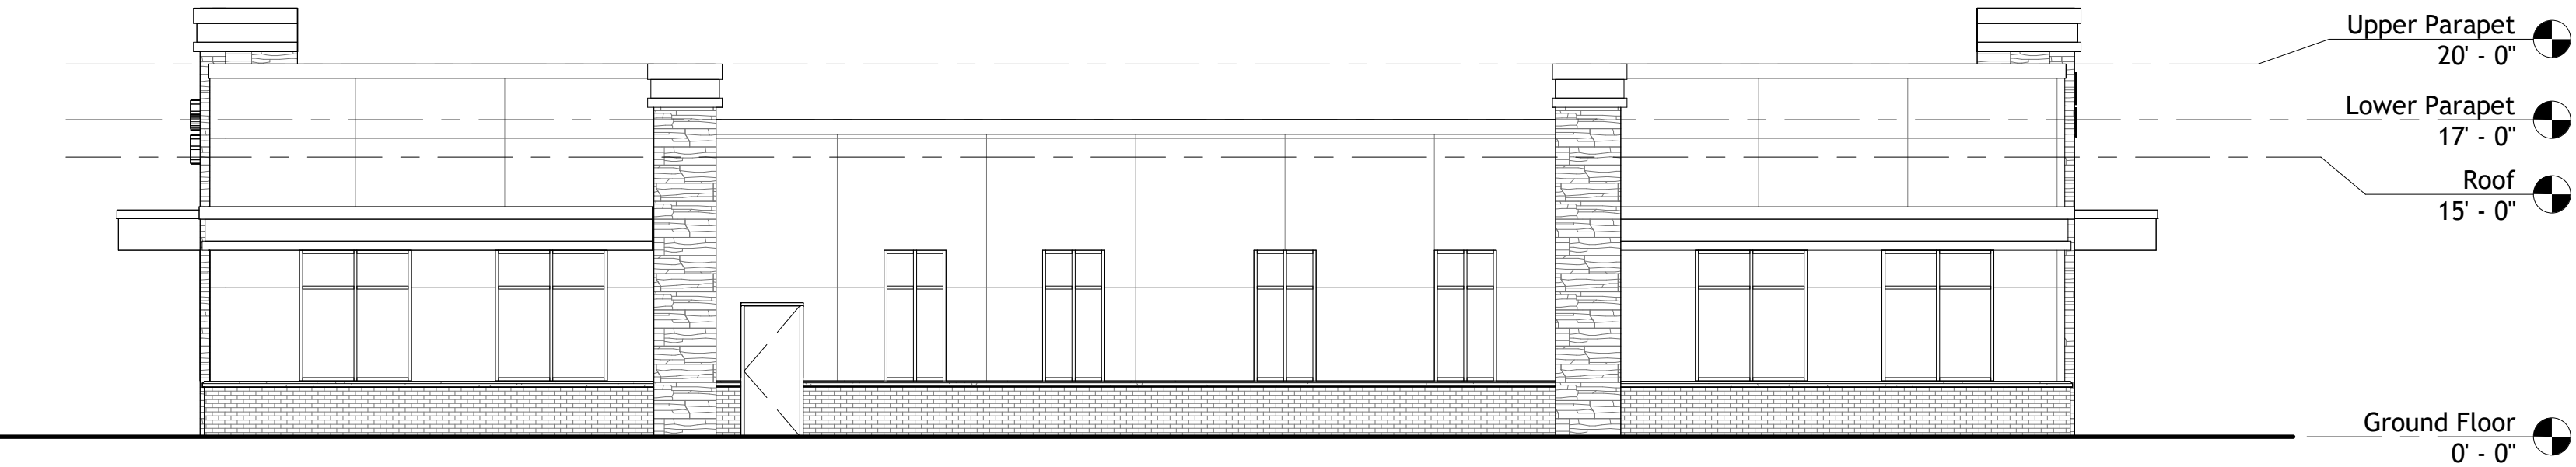 Upper Parapet
20' - 0"
Lower Parapet
17' - 0"
Roof
15' - 0"
Ground Floor
0' - 0"